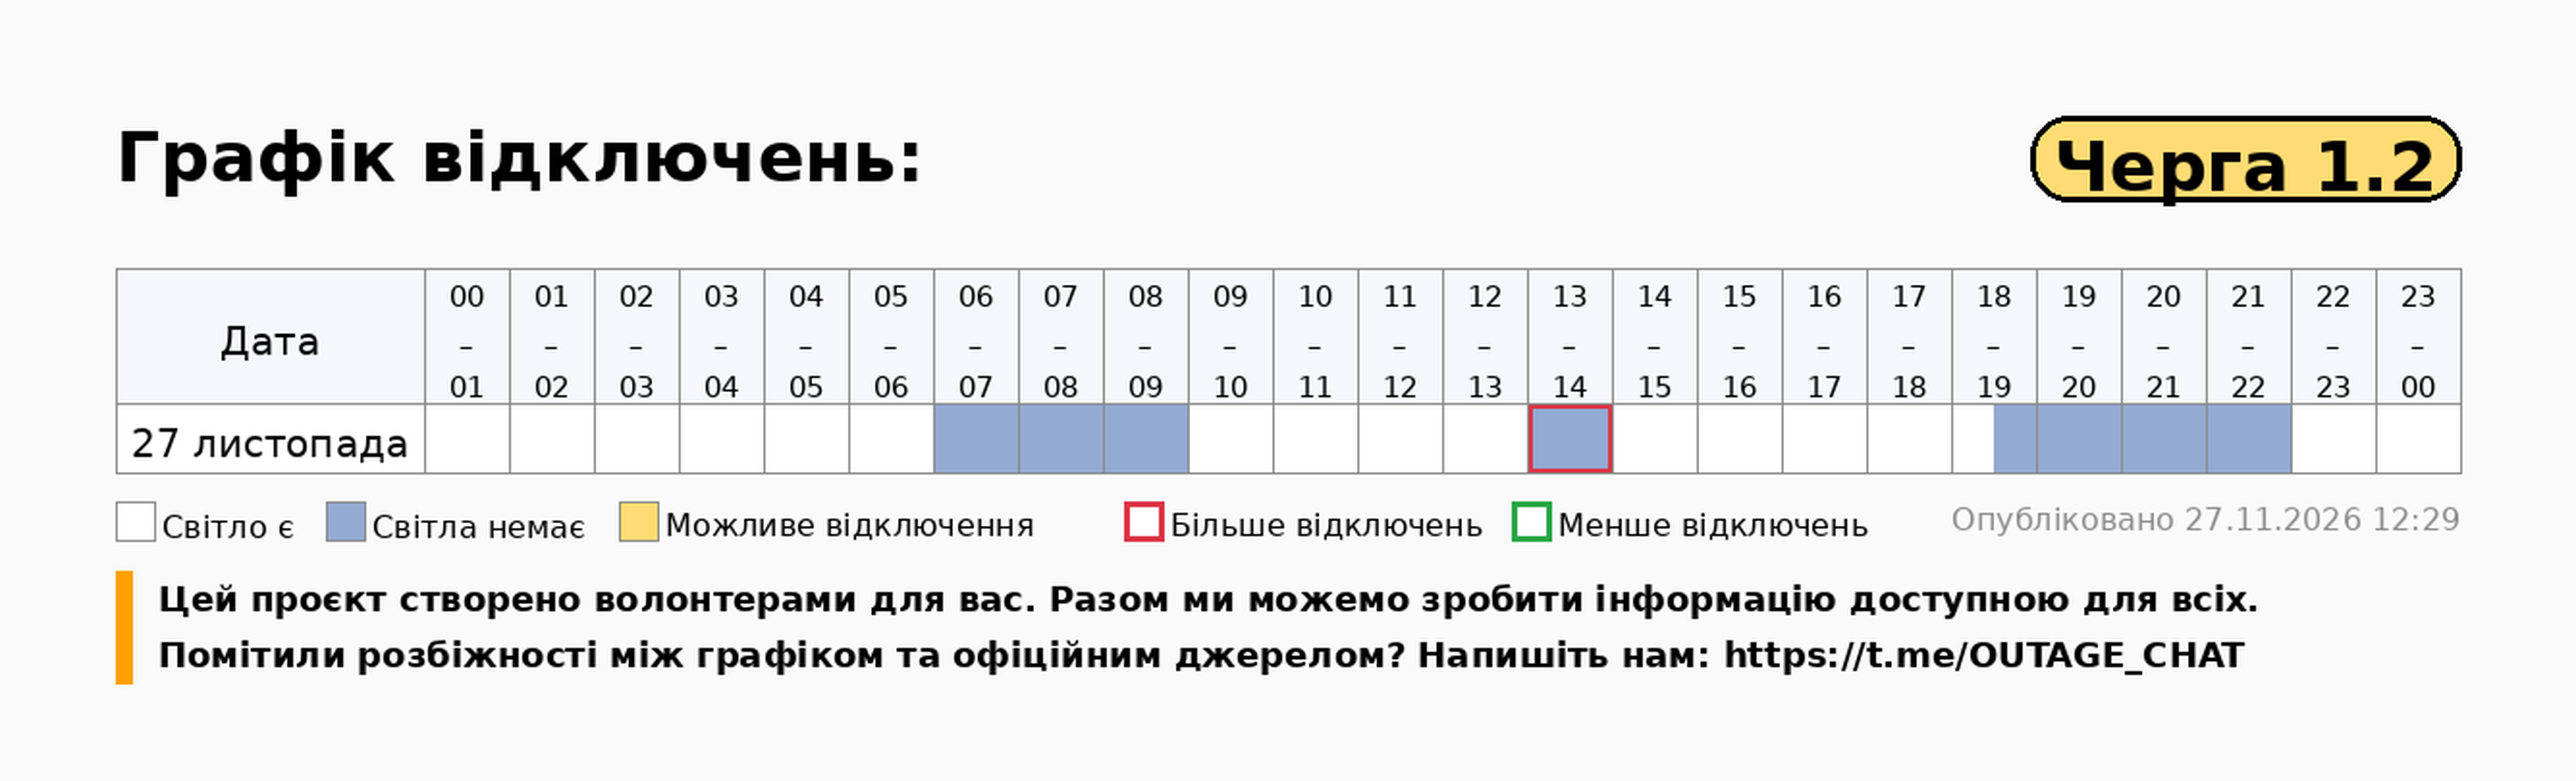 Графік відключень:
Черга 1.2
Дата 00 – 01 01 – 02 02 – 03 03 – 04 04 – 05 05 – 06 06 – 07 07 – 08 08 – 09 09 – 10 10 – 11 11 – 12 12 – 13 13 – 14 14 – 15 15 – 16 16 – 17 17 – 18 18 – 19 19 – 20 20 – 21 21 – 22 22 – 23 23 – 00
27 листопада
Світло є Світла немає Можливе відключення Більше відключень Менше відключень Опубліковано 27.11.2026 12:29
Цей проєкт створено волонтерами для вас. Разом ми можемо зробити інформацію доступною для всіх.
Помітили розбіжності між графіком та офіційним джерелом? Напишіть нам: https://t.me/OUTAGE_CHAT